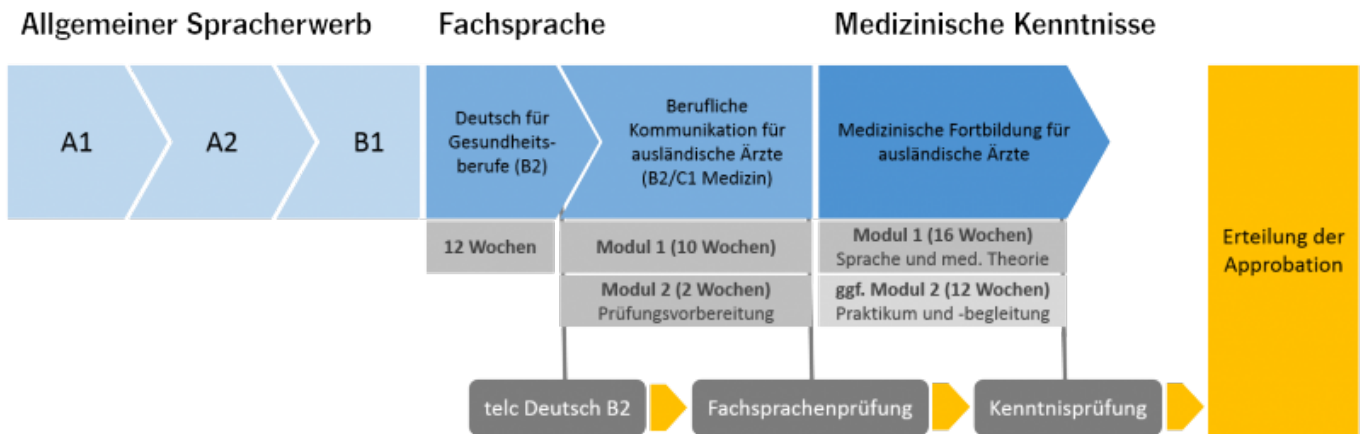 Allgemeiner Spracherwerb
Fachsprache
Medizinische Kenntnisse
A1
A2
B1
Deutsch für
Gesundheits-
berufe (B2)
Berufliche
Kommunikation für
ausländische Ärzte
(B2/C1 Medizin)
Medizinische Fortbildung für
ausländische Ärzte
12 Wochen
Modul 1 (10 Wochen)
Modul 2 (2 Wochen)
Prüfungsvorbereitung
Modul 1 (16 Wochen)
Sprache und med. Theorie
ggf. Modul 2 (12 Wochen)
Praktikum und -begleitung
Erteilung der
Approbation
telc Deutsch B2
Fachsprachenprüfung
Kenntnisprüfung